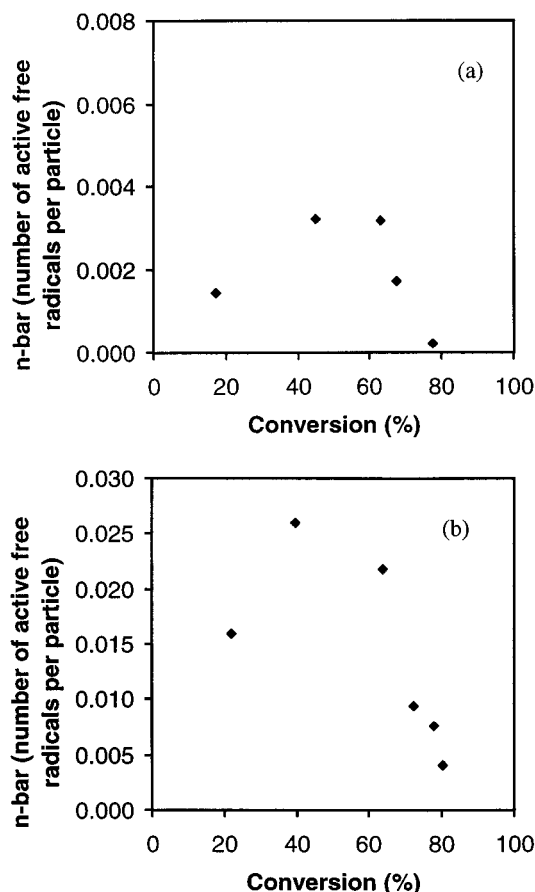 n-bar (number of active free
radicals per particle)
0.008
0.006
0.004
0.002
0.000
(a)
0 20 40 60 80 100
Conversion (%)
n-bar (number of active free
radicals per particle)
0.030
0.025
0.020
0.015
0.010
0.005
0.000
(b)
0 20 40 60 80 100
Conversion (%)